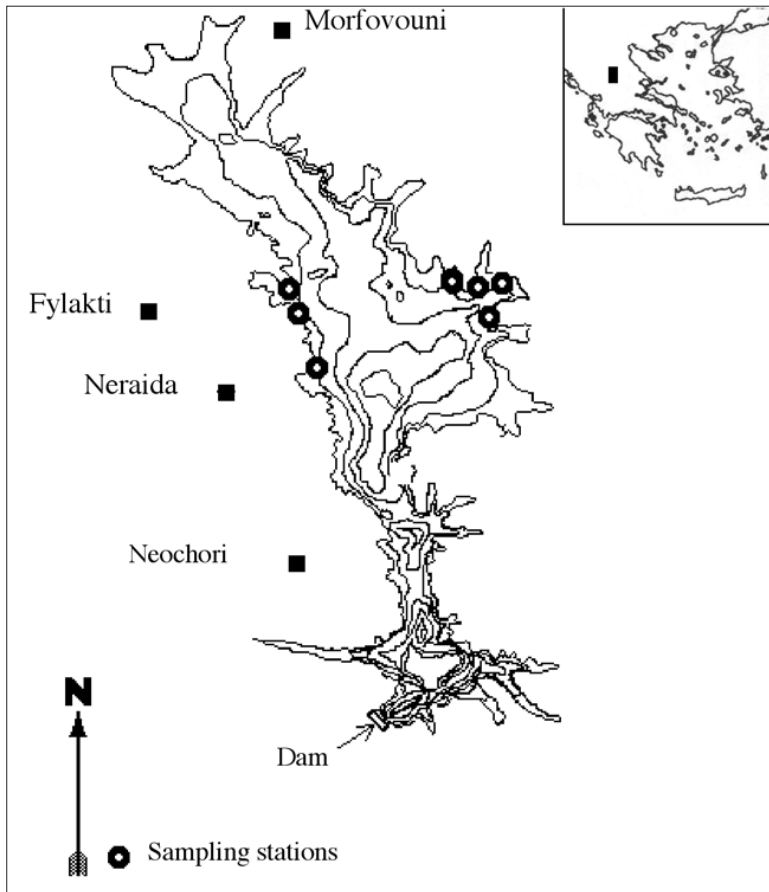 Morfovouni
Fylakti
Neraida
Neochori
N
Dam
Sampling stations